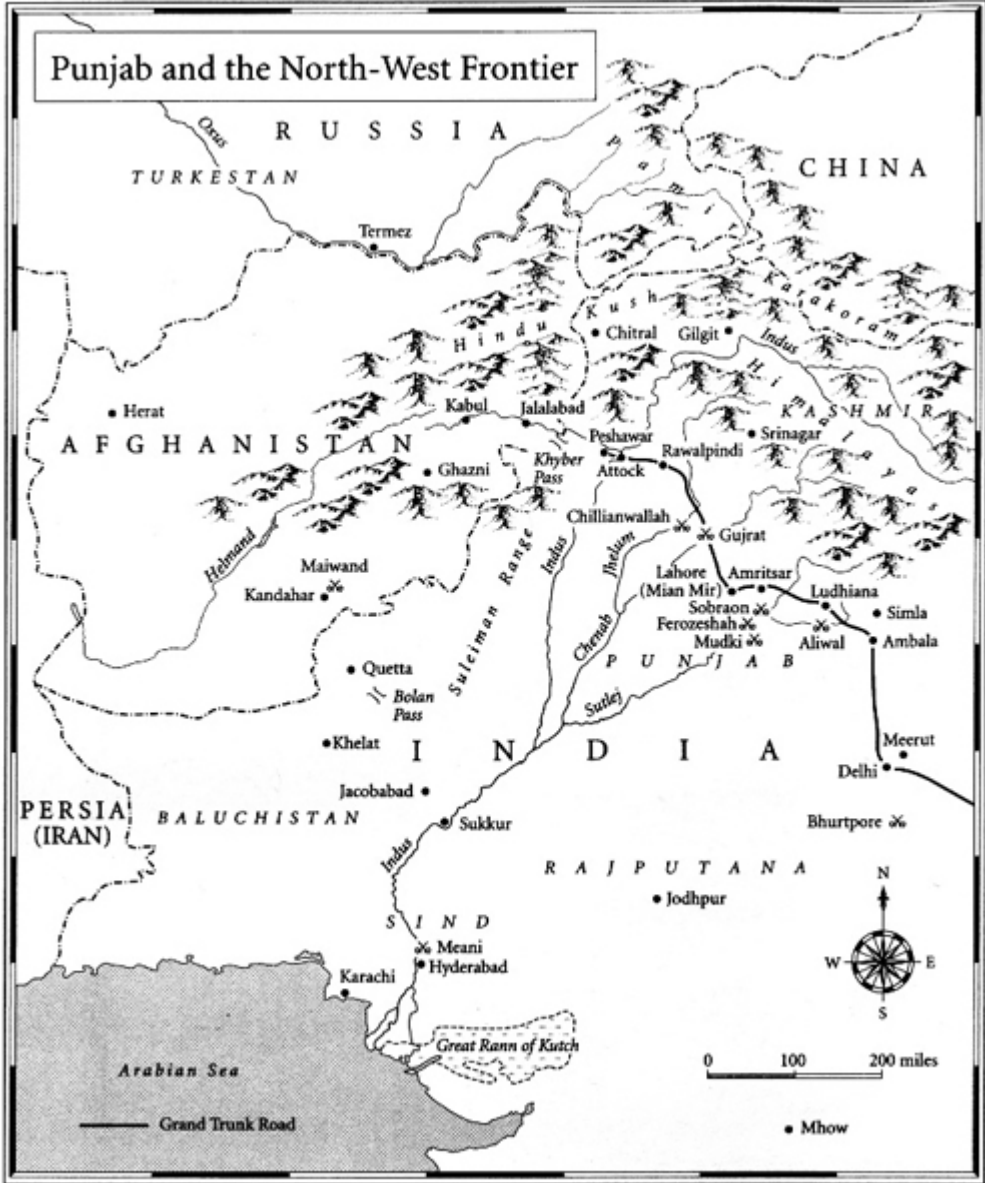 Punjab and the North-West Frontier
Oxus
RUSSIA
TURKESTAN
Pamirs
CHINA
Termez
Karakoram
Hindu Kush
Chitral
Gilgit
Indus
Himalayas
KASHMIR
Herat
Kabul
Jalalabad
Srinagar
AFGHANISTAN
Peshawar
Rawalpindi
Khyber
Pass
Attock
Ghazni
Chillianwallah
Gujrat
Helmand
Suleiman Range
Indus
Jhelum
Maiwand
Kandahar
Lahore
(Mian Mir)
Amritsar
Ludhiana
Sobraon
Simla
Ferozeshah
Mudki
Aliwal
Ambala
Chenab
PUNJAB
Quetta
Bolan
Pass
Sutlej
Khelat
INDIA
Meerut
Delhi
Jacobabad
PERSIA
(IRAN)
BALUCHISTAN
Sukkur
Bhurtpore
Indus
RAJPUTANA
Jodhpur
SIND
Meani
Hyderabad
Karachi
N
W
E
S
Great Rann of Kutch
0 100 200 miles
Arabian Sea
Grand Trunk Road
Mhow